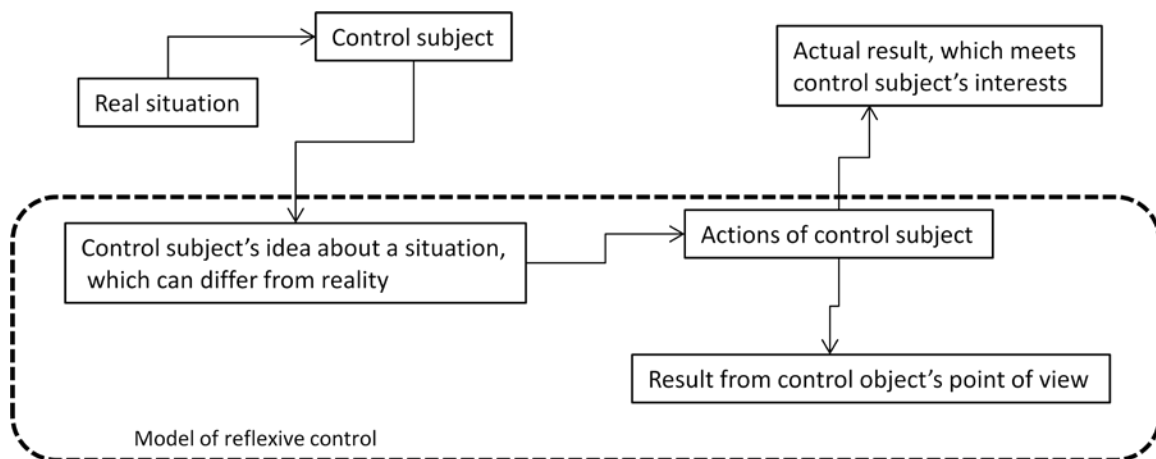 Control subject
Real situation
Actual result, which meets
control subject's interests
Control subject's idea about a situation,
which can differ from reality
Actions of control subject
Result from control object's point of view
Model of reflexive control